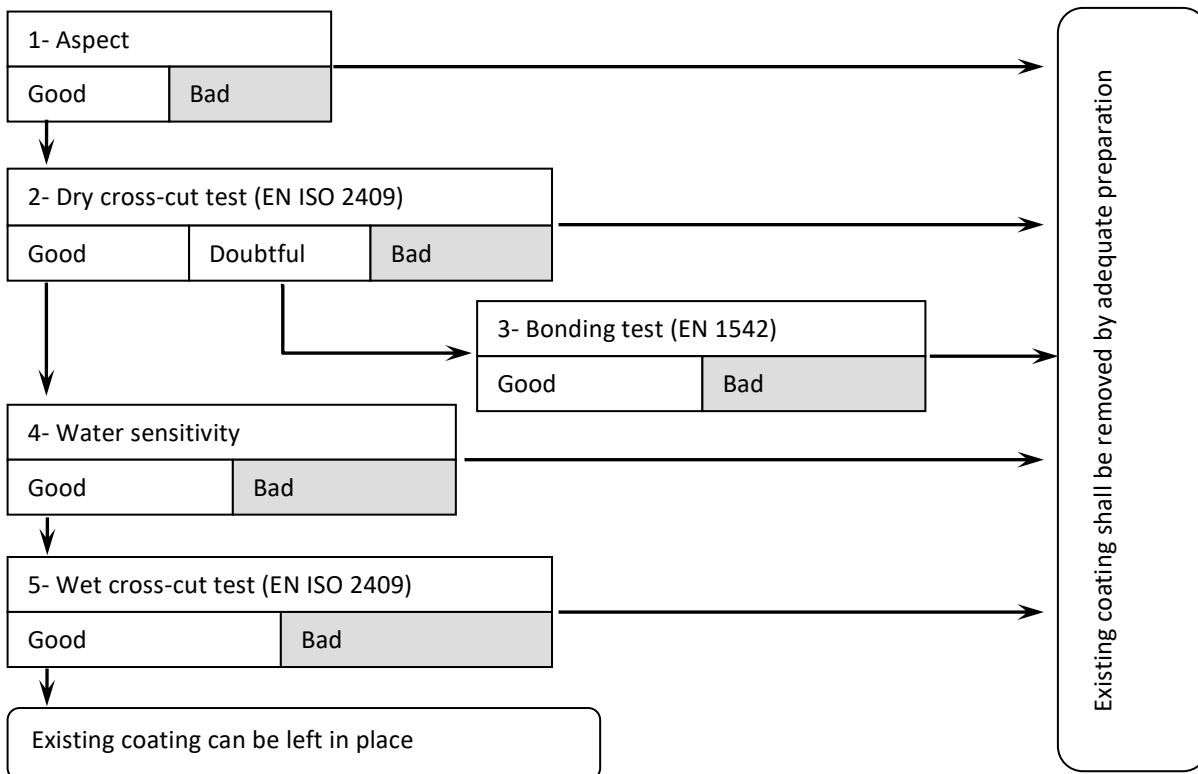 1- Aspect
Good
Bad
2- Dry cross-cut test (EN ISO 2409)
Good
Doubtful
Bad
3- Bonding test (EN 1542)
Good
Bad
4- Water sensitivity
Good
Bad
5- Wet cross-cut test (EN ISO 2409)
Good
Bad
Existing coating can be left in place
Existing coating shall be removed by adequate preparation